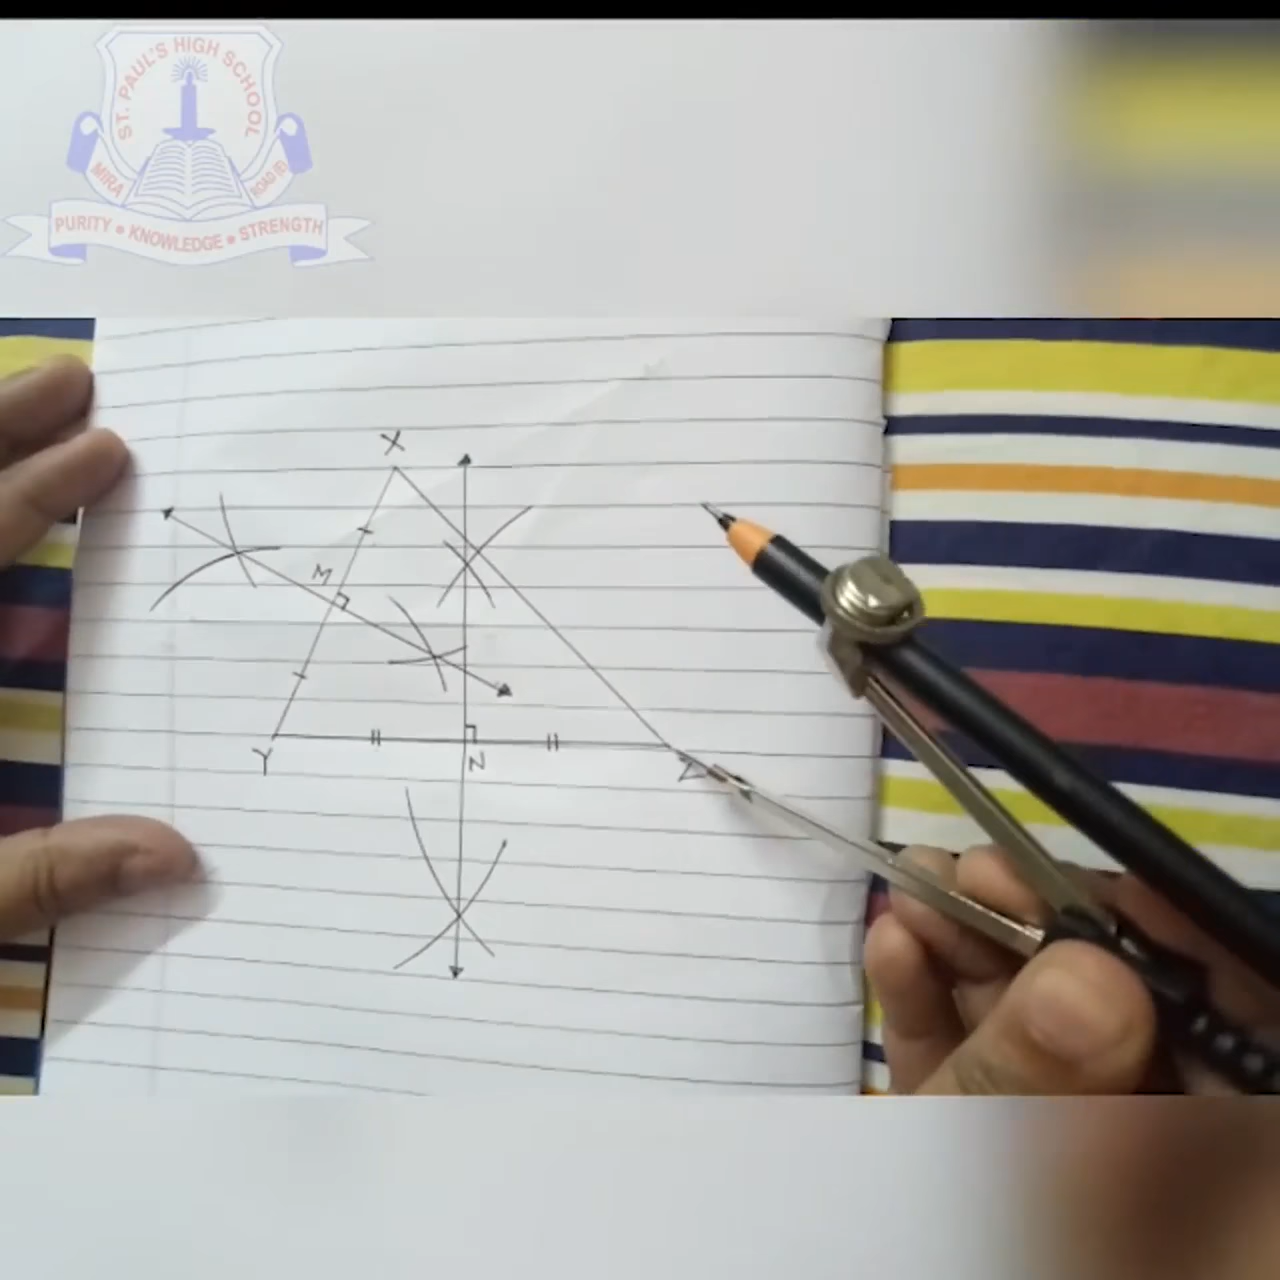 ST. PAUL'S HIGH SCHOOL
MIRA ROAD (E)
PURITY • KNOWLEDGE • STRENGTH
X
M
Y
N
Z